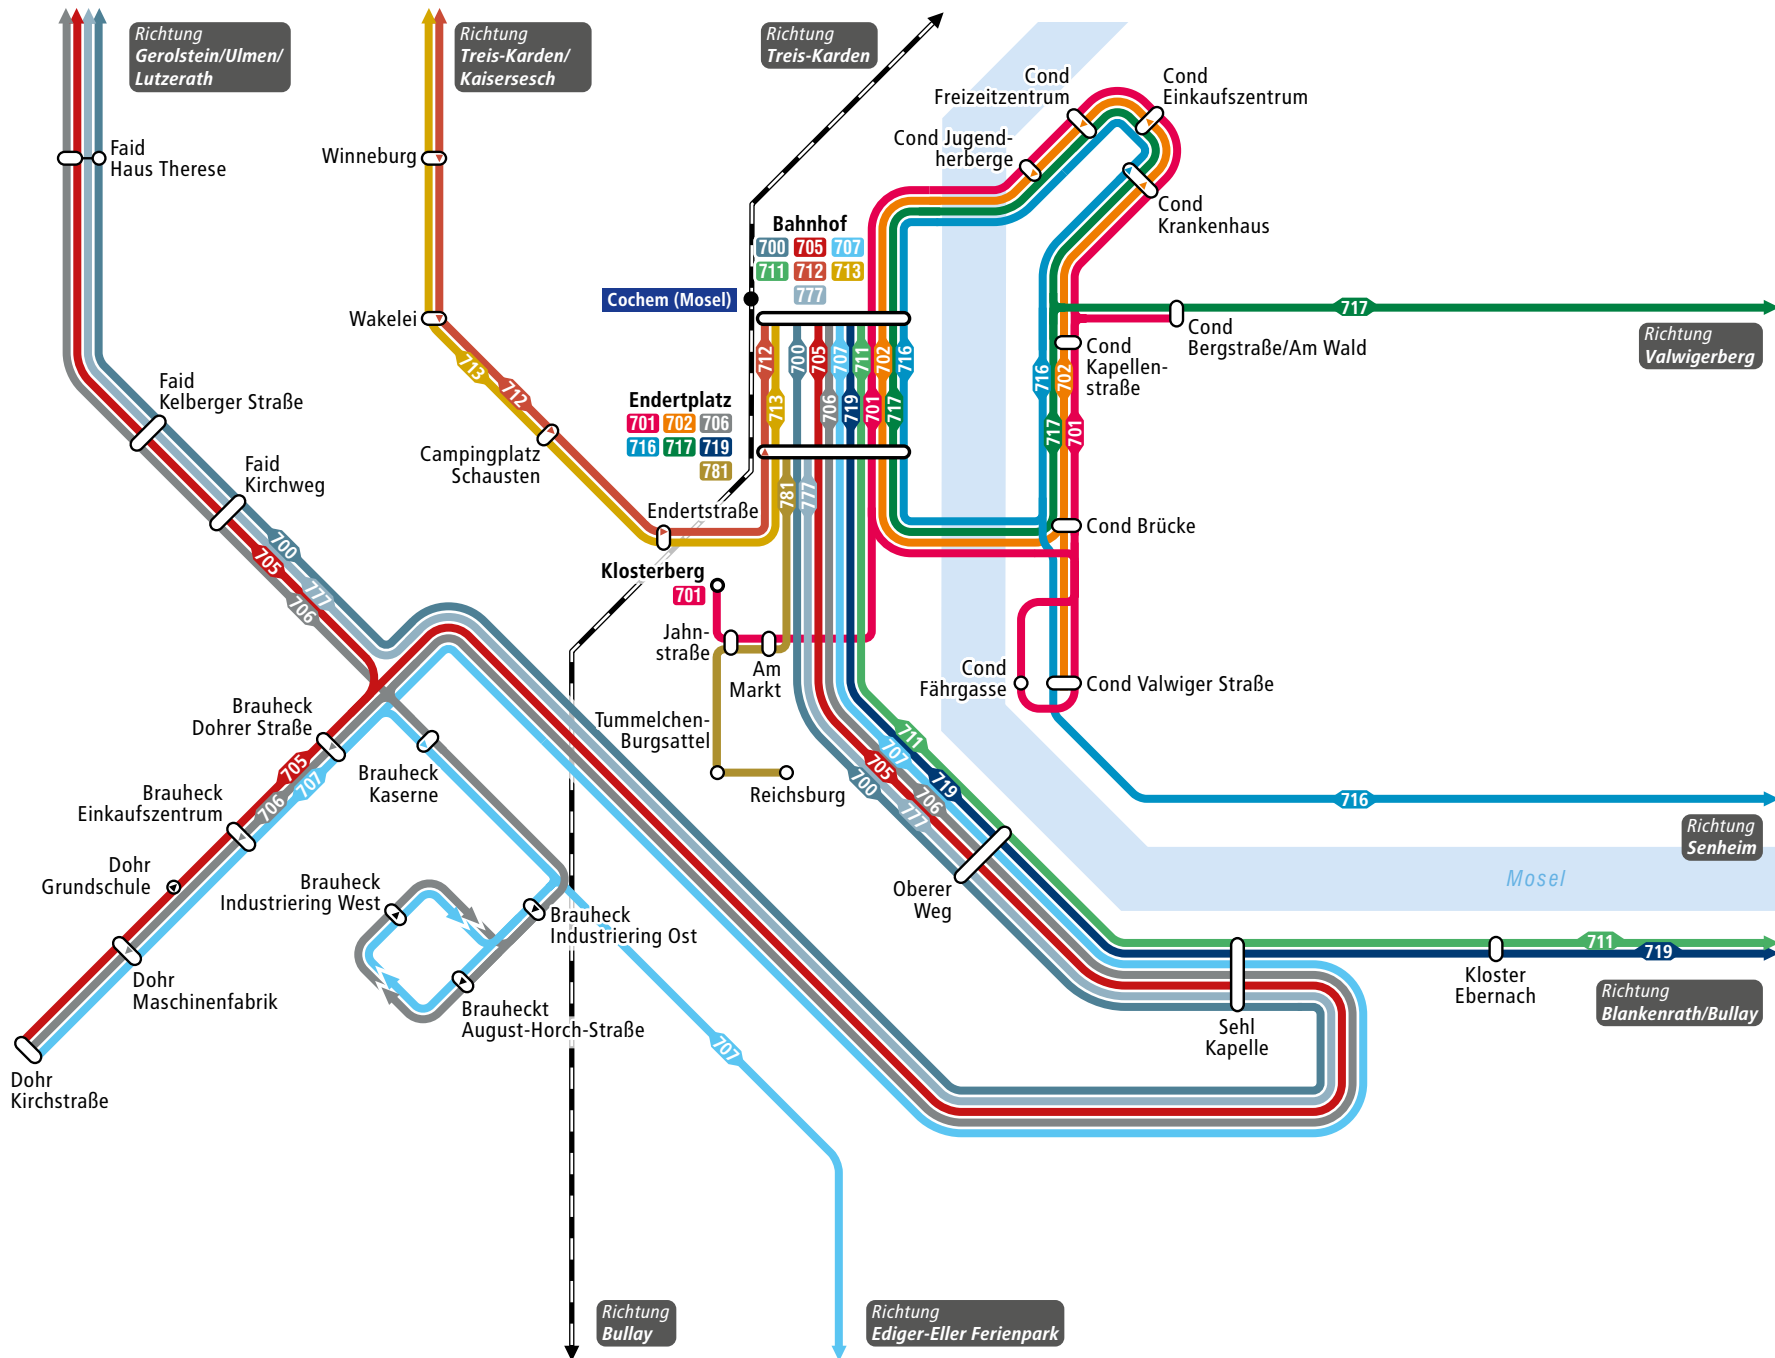 Richtung
Gerolstein/Ulmen/
Lutzerath
Richtung
Treis-Karden/
Kaisersesch
Richtung
Treis-Karden
Cond
Freizeitzentrum
Cond
Einkaufszentrum
Cond Jugend-
herberge
Cond
Krankenhaus
Faid
Haus Therese
Winneburg
Wakelei
Bahnhof
700 705 707
711 712 713
777
Cochem (Mosel)
717
Cond
Bergstraße/Am Wald
Richtung
Valwigerberg
Cond
Kapellen-
straße
712
713
700
705
706
707
719
711
701
702
717
716
716
702
717
701
Faid
Kelberger Straße
713
712
Endertplatz
701 702 706
716 717 719
781
Campingplatz
Schausten
Faid
Kirchweg
Endertstraße
781
777
Cond Brücke
700
705
777
706
Klosterberg
701
Jahn-
straße
Am
Markt
Cond
Fährgasse
Cond Valwiger Straße
Tummelchen-
Burgsattel
Reichsburg
Brauheck
Dohrer Straße
Brauheck
Kaserne
705
707
706
Brauheck
Einkaufszentrum
711
707
719
705
706
700
777
716
Richtung
Senheim
Mosel
Dohr
Grundschule
Brauheck
Industriering West
Brauheck
Industriering Ost
Oberer
Weg
Dohr
Maschinenfabrik
Brauheckt
August-Horch-Straße
711
719
Kloster
Ebernach
Richtung
Blankenrath/Bullay
Sehl
Kapelle
707
Dohr
Kirchstraße
Richtung
Bullay
Richtung
Ediger-Eller Ferienpark